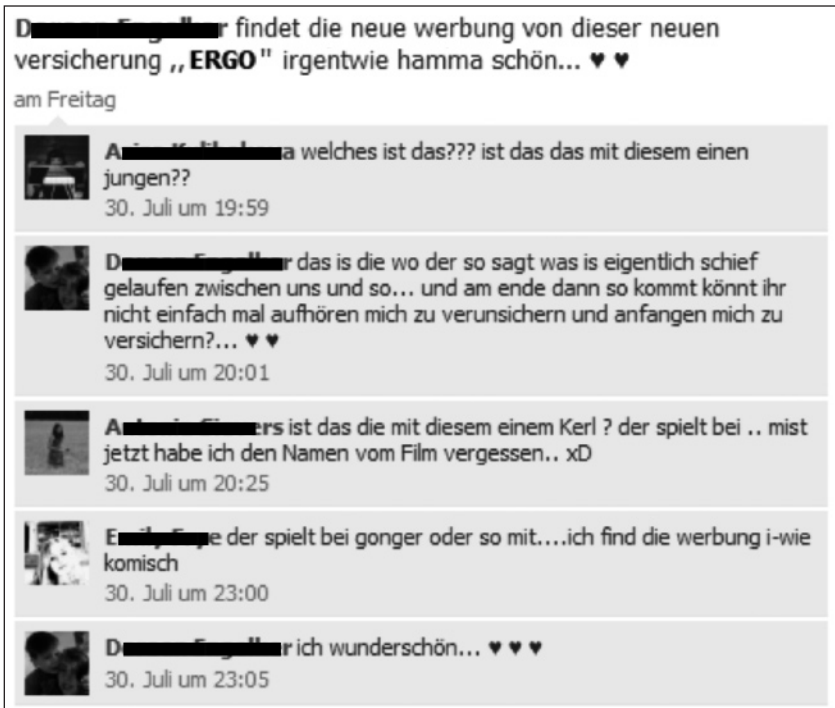 findet die neue werbung von dieser neuen
versicherung ,,ERGO" irgentwie hamma schön... ♥ ♥
am Freitag
welches ist das??? ist das das mit diesem einen
jungen??
30. Juli um 19:59
das is die wo der so sagt was is eigentlich schief
gelaufen zwischen uns und so... und am ende dann so kommt könnt ihr
nicht einfach mal aufhören mich zu verunsichern und anfangen mich zu
versichern?... ♥ ♥
30. Juli um 20:01
ist das die mit diesem einem Kerl ? der spielt bei .. mist
jetzt habe ich den Namen vom Film vergessen.. xD
30. Juli um 20:25
der spielt bei gonger oder so mit....ich find die werbung i-wie
komisch
30. Juli um 23:00
ich wunderschön... ♥ ♥ ♥
30. Juli um 23:05